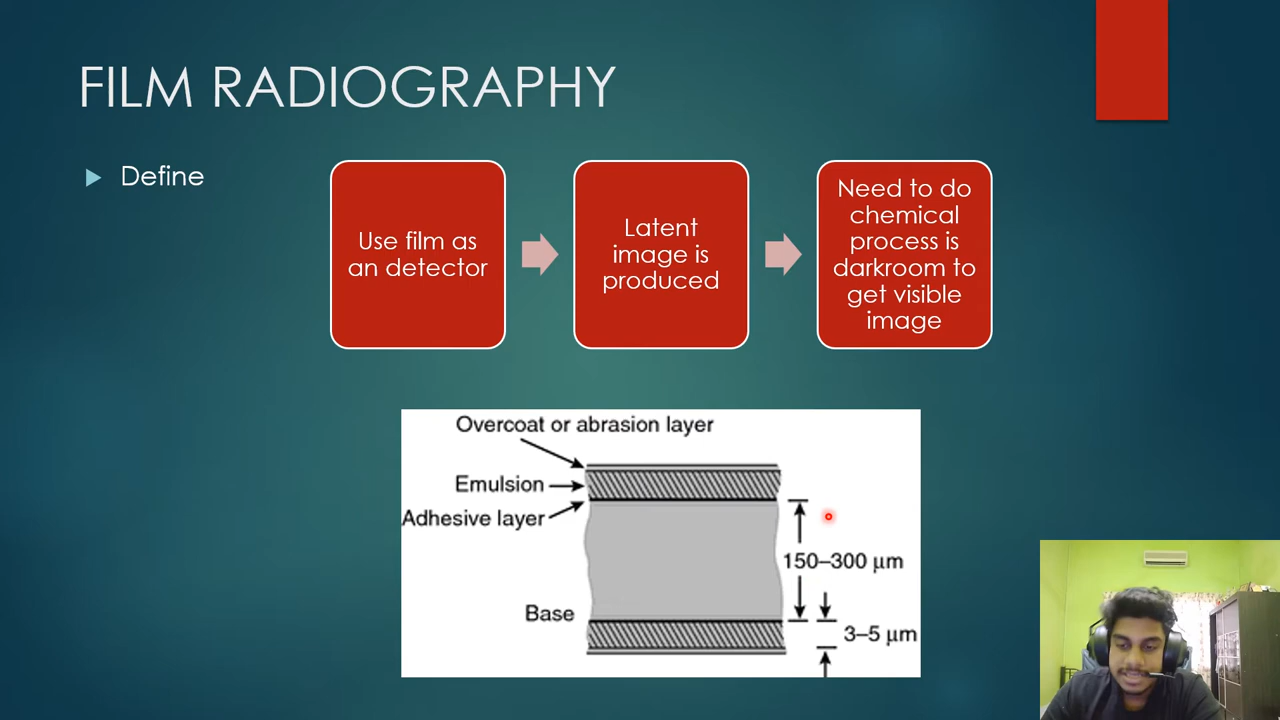 FILM RADIOGRAPHY
Define
Use film as
an detector
Latent
image is
produced
Need to do
chemical
process is
darkroom to
get visible
image
Overcoat or abrasion layer
Emulsion
Adhesive layer
150–300 μm
Base
3–5 μm